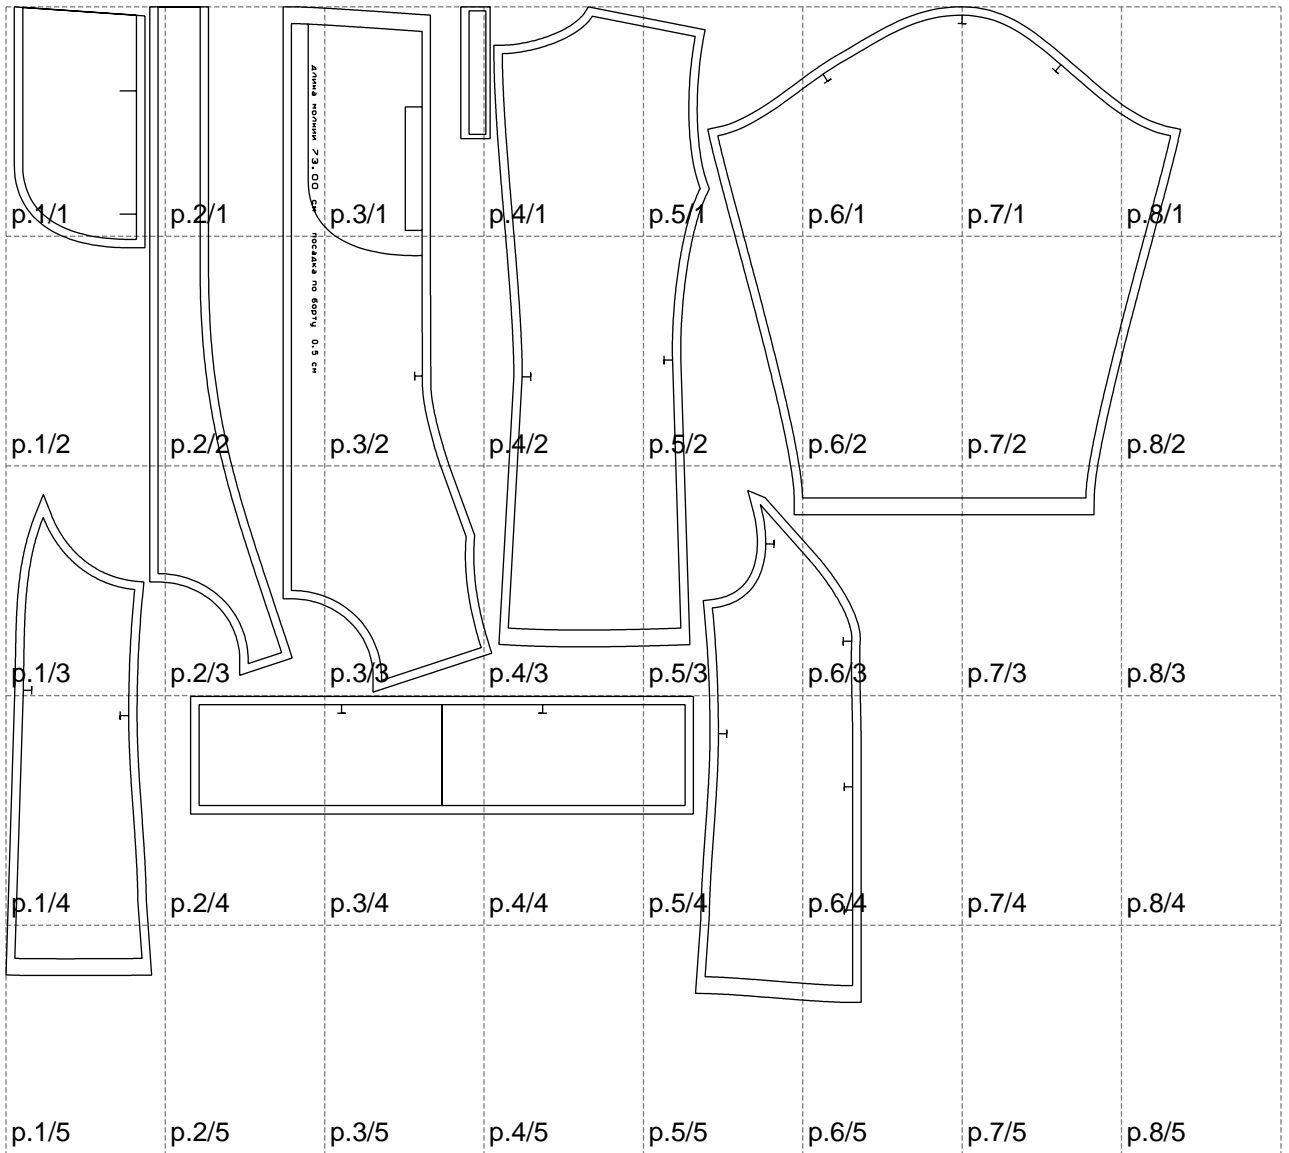 длина молнии 73.00 см посадка по борту 0.5 см
p.1/1 p.2/1 p.3/1 p.4/1 p.5/1 p.6/1 p.7/1 p.8/1
p.1/2 p.2/2 p.3/2 p.4/2 p.5/2 p.6/2 p.7/2 p.8/2
p.1/3 p.2/3 p.3/3 p.4/3 p.5/3 p.6/3 p.7/3 p.8/3
p.1/4 p.2/4 p.3/4 p.4/4 p.5/4 p.6/4 p.7/4 p.8/4
p.1/5 p.2/5 p.3/5 p.4/5 p.5/5 p.6/5 p.7/5 p.8/5